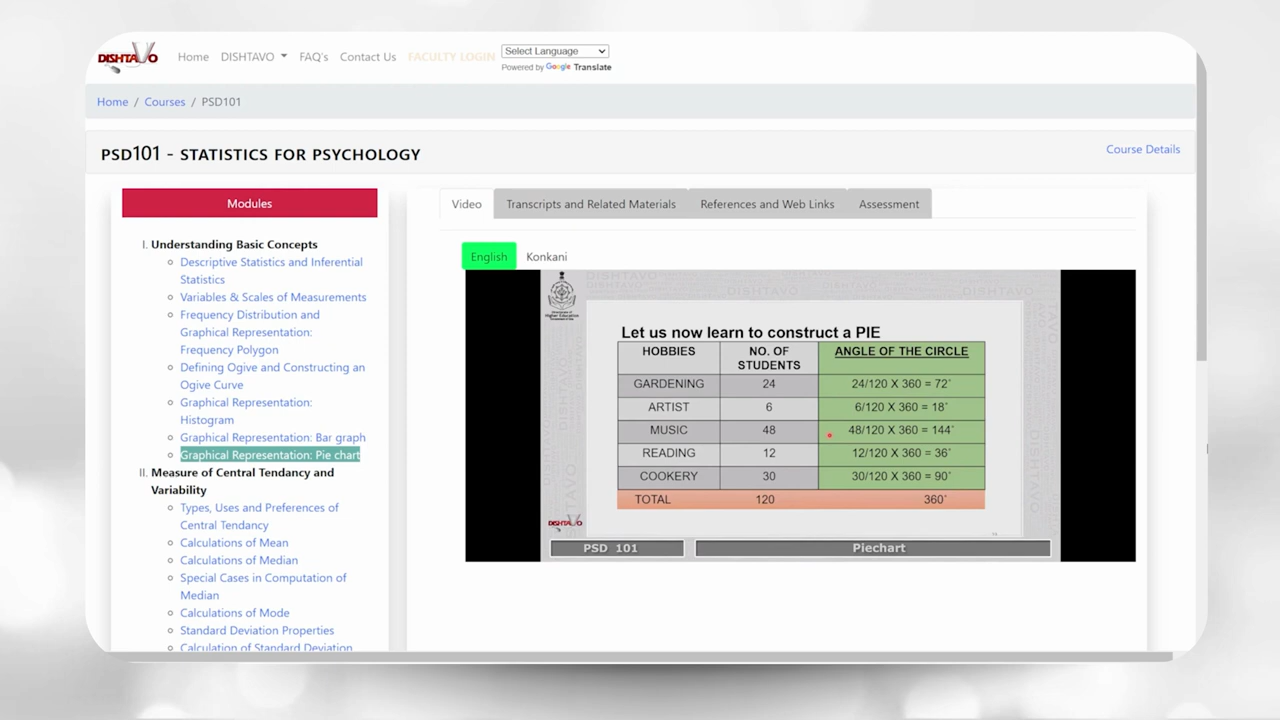 DISHTAVO
Home DISHTAVO FAQ's Contact Us FACULTY LOGIN Select Language
Powered by Google Translate
Home / Courses / PSD101
PSD101 - STATISTICS FOR PSYCHOLOGY
Course Details
Modules
I. Understanding Basic Concepts
Descriptive Statistics and Inferential
Statistics
Variables & Scales of Measurements
Frequency Distribution and
Graphical Representation:
Frequency Polygon
Defining Ogive and Constructing an
Ogive Curve
Graphical Representation:
Histogram
Graphical Representation: Bar graph
Graphical Representation: Pie chart
II. Measure of Central Tendancy and
Variability
Types, Uses and Preferences of
Central Tendancy
Calculations of Mean
Calculations of Median
Special Cases in Computation of
Median
Calculations of Mode
Standard Deviation Properties
Calculation of Standard Deviation
Video Transcripts and Related Materials References and Web Links Assessment
English Konkani
DISHTAVO DISHTAVO DISHTAVO
Let us now learn to construct a PIE
HOBBIES NO. OF STUDENTS ANGLE OF THE CIRCLE
GARDENING 24 24/120 X 360 = 72°
ARTIST 6 6/120 X 360 = 18°
MUSIC 48 48/120 X 360 = 144°
READING 12 12/120 X 360 = 36°
COOKERY 30 30/120 X 360 = 90°
TOTAL 120 360°
DISHTAVO
PSD 101 Piechart